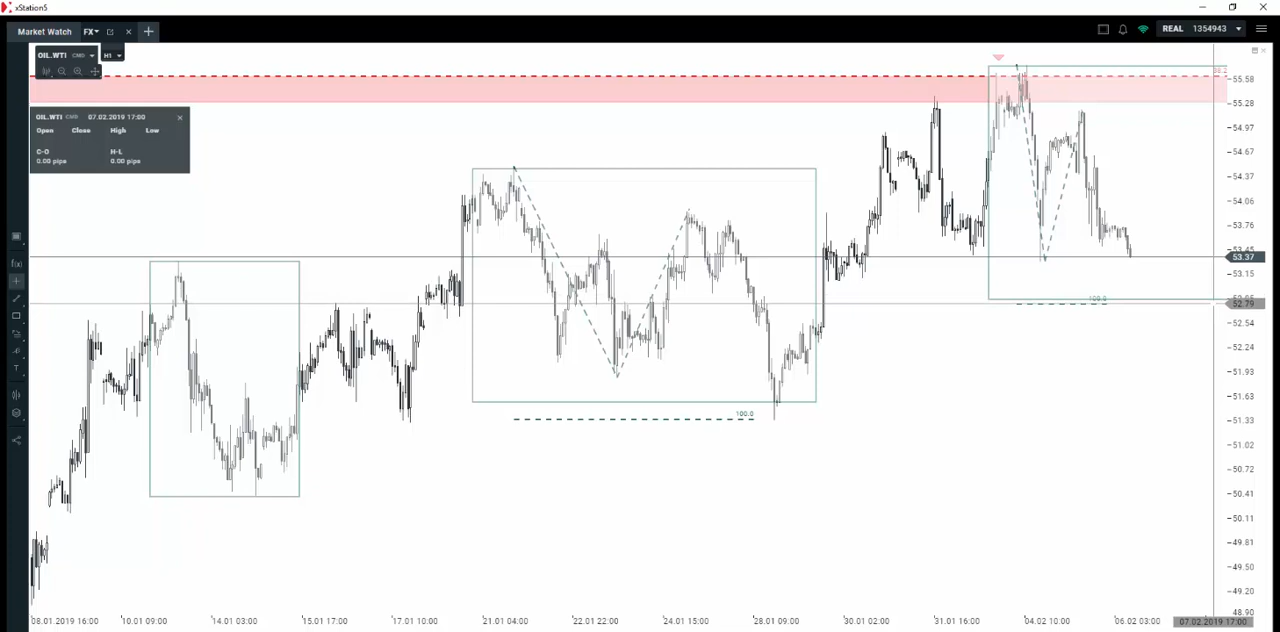 xStation5
Market Watch FX
REAL 1354943
OIL.WTI CMD H1
OIL.WTI CMD 07.02.2019 17:00
Open Close High Low
C-O H-L
0.00 pips 0.00 pips
100.0
100.0
55.58
55.28
54.97
54.67
54.37
54.06
53.76
53.45
53.37
53.15
52.79
52.54
52.24
51.93
51.63
51.33
51.02
50.72
50.41
50.11
49.81
49.50
49.20
48.90
08.01.2019 16:00 10.01 09:00 14.01 03:00 15.01 17:00 17.01 10:00 21.01 04:00 22.01 22:00 24.01 15:00 28.01 09:00 30.01 02:00 31.01 16:00 04.02 10:00 06.02 03:00 07.02.2019 17:00